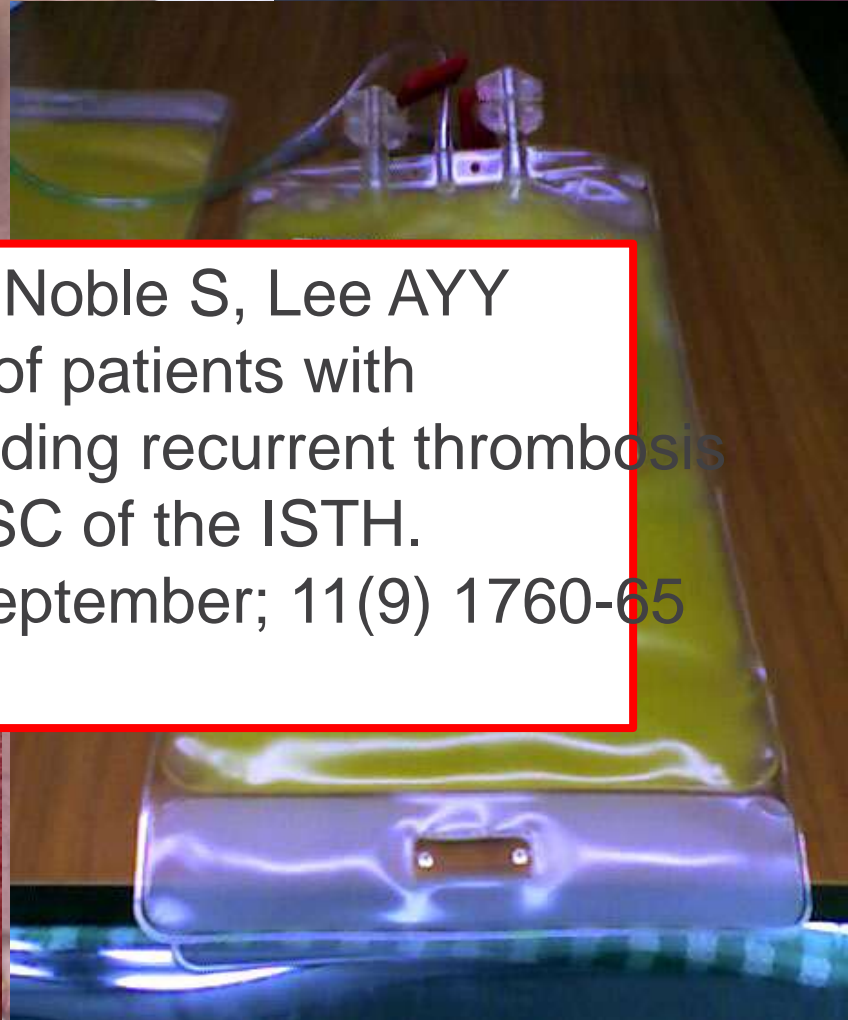 Noble S, Lee AYY
of patients with
ding recurrent thrombosis
SC of the ISTH.
eptember; 11(9) 1760-65